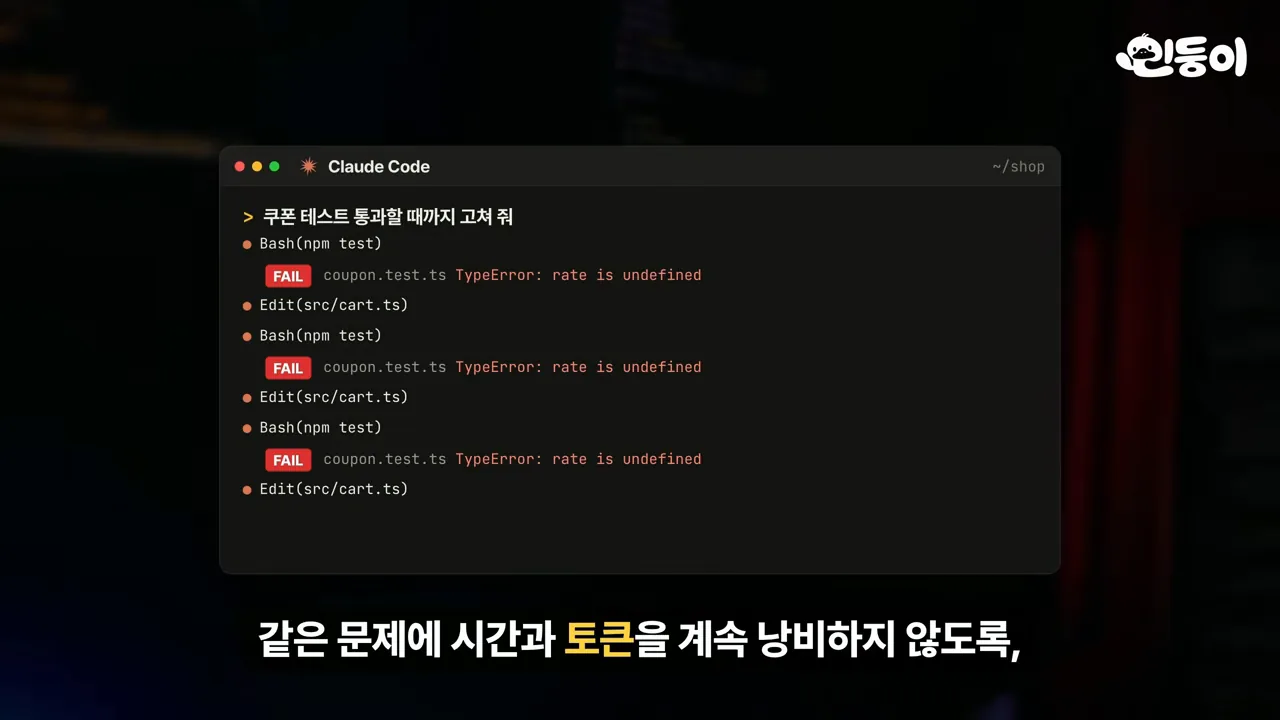 인둥이
Claude Code
~/shop
> 쿠폰 테스트 통과할 때까지 고쳐 줘
Bash(npm test)
FAIL coupon.test.ts TypeError: rate is undefined
Edit(src/cart.ts)
Bash(npm test)
FAIL coupon.test.ts TypeError: rate is undefined
Edit(src/cart.ts)
Bash(npm test)
FAIL coupon.test.ts TypeError: rate is undefined
Edit(src/cart.ts)
같은 문제에 시간과 토큰을 계속 낭비하지 않도록,